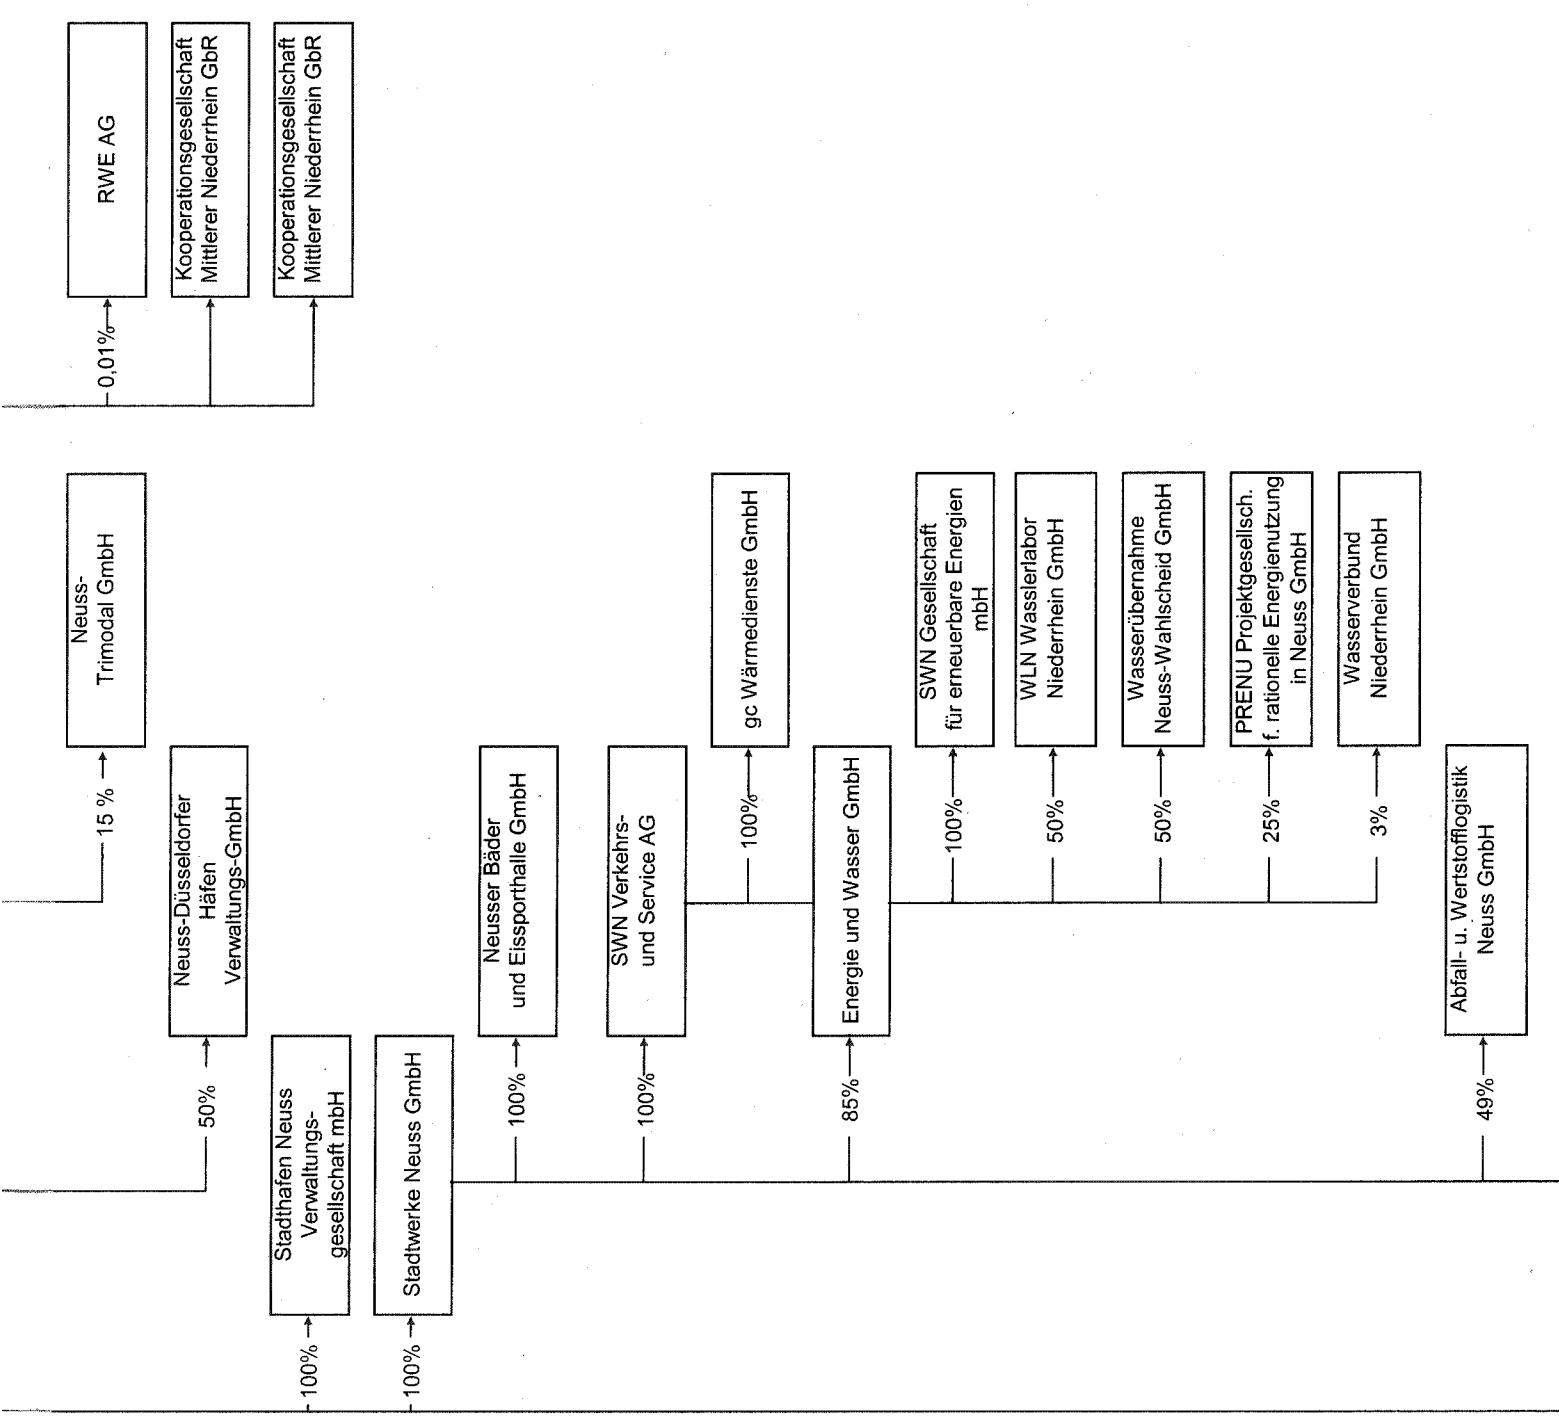 RWE AG
0,01%
Kooperationsgesellschaft
Mittlerer Niederrhein GbR
Kooperationsgesellschaft
Mittlerer Niederrhein GbR
Neuss-
Trimodal GmbH
15 %
Neuss-Düsseldorfer
Häfen
Verwaltungs-GmbH
50%
Stadthafen Neuss
Verwaltungs-
gesellschaft mbH
100%
Stadtwerke Neuss GmbH
100%
Neusser Bäder
und Eissporthalle GmbH
100%
SWN Verkehrs-
und Service AG
100%
gc Wärmedienste GmbH
100%
Energie und Wasser GmbH
85%
SWN Gesellschaft
für erneuerbare Energien
mbH
100%
WLN Wasslerlabor
Niederrhein GmbH
50%
Wasserübernahme
Neuss-Wahlscheid GmbH
50%
PRENU Projektgesellsch.
f. rationelle Energienutzung
in Neuss GmbH
25%
Wasserverbund
Niederrhein GmbH
3%
Abfall- u. Wertstofflogistik
Neuss GmbH
49%